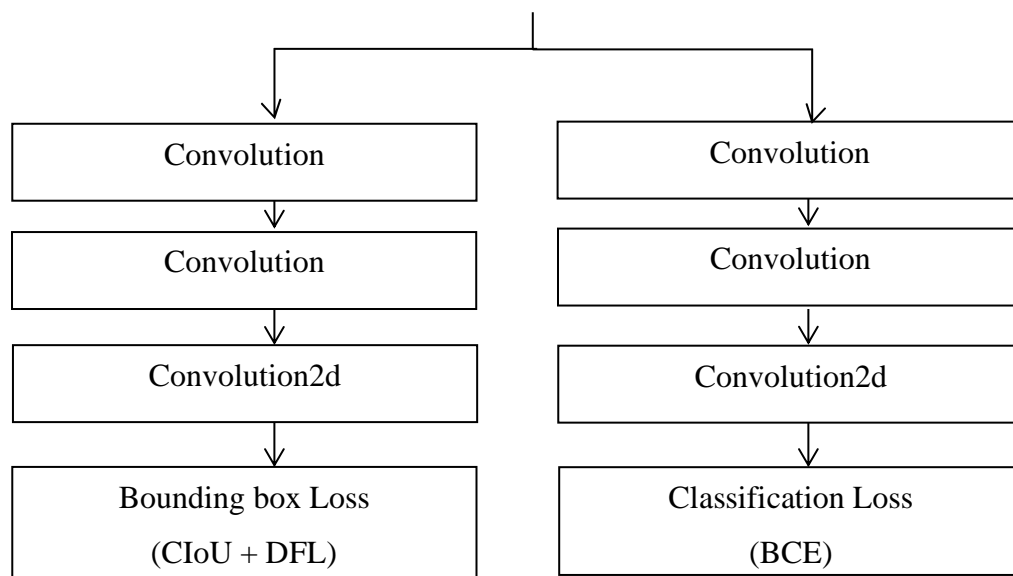 Convolution
Convolution
Convolution2d
Bounding box Loss
(CIoU + DFL)
Convolution
Convolution
Convolution2d
Classification Loss
(BCE)